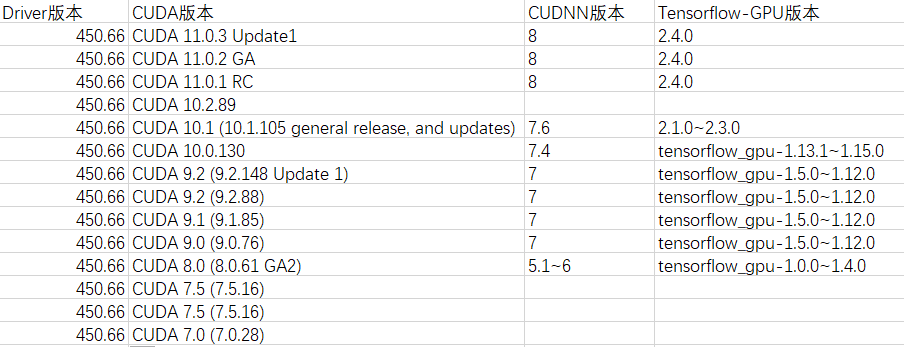 Driver版本 CUDA版本 CUDNN版本 Tensorflow-GPU版本
450.66 CUDA 11.0.3 Update1 8 2.4.0
450.66 CUDA 11.0.2 GA 8 2.4.0
450.66 CUDA 11.0.1 RC 8 2.4.0
450.66 CUDA 10.2.89
450.66 CUDA 10.1 (10.1.105 general release, and updates) 7.6 2.1.0~2.3.0
450.66 CUDA 10.0.130 7.4 tensorflow_gpu-1.13.1~1.15.0
450.66 CUDA 9.2 (9.2.148 Update 1) 7 tensorflow_gpu-1.5.0~1.12.0
450.66 CUDA 9.2 (9.2.88) 7 tensorflow_gpu-1.5.0~1.12.0
450.66 CUDA 9.1 (9.1.85) 7 tensorflow_gpu-1.5.0~1.12.0
450.66 CUDA 9.0 (9.0.76) 7 tensorflow_gpu-1.5.0~1.12.0
450.66 CUDA 8.0 (8.0.61 GA2) 5.1~6 tensorflow_gpu-1.0.0~1.4.0
450.66 CUDA 7.5 (7.5.16)
450.66 CUDA 7.5 (7.5.16)
450.66 CUDA 7.0 (7.0.28)